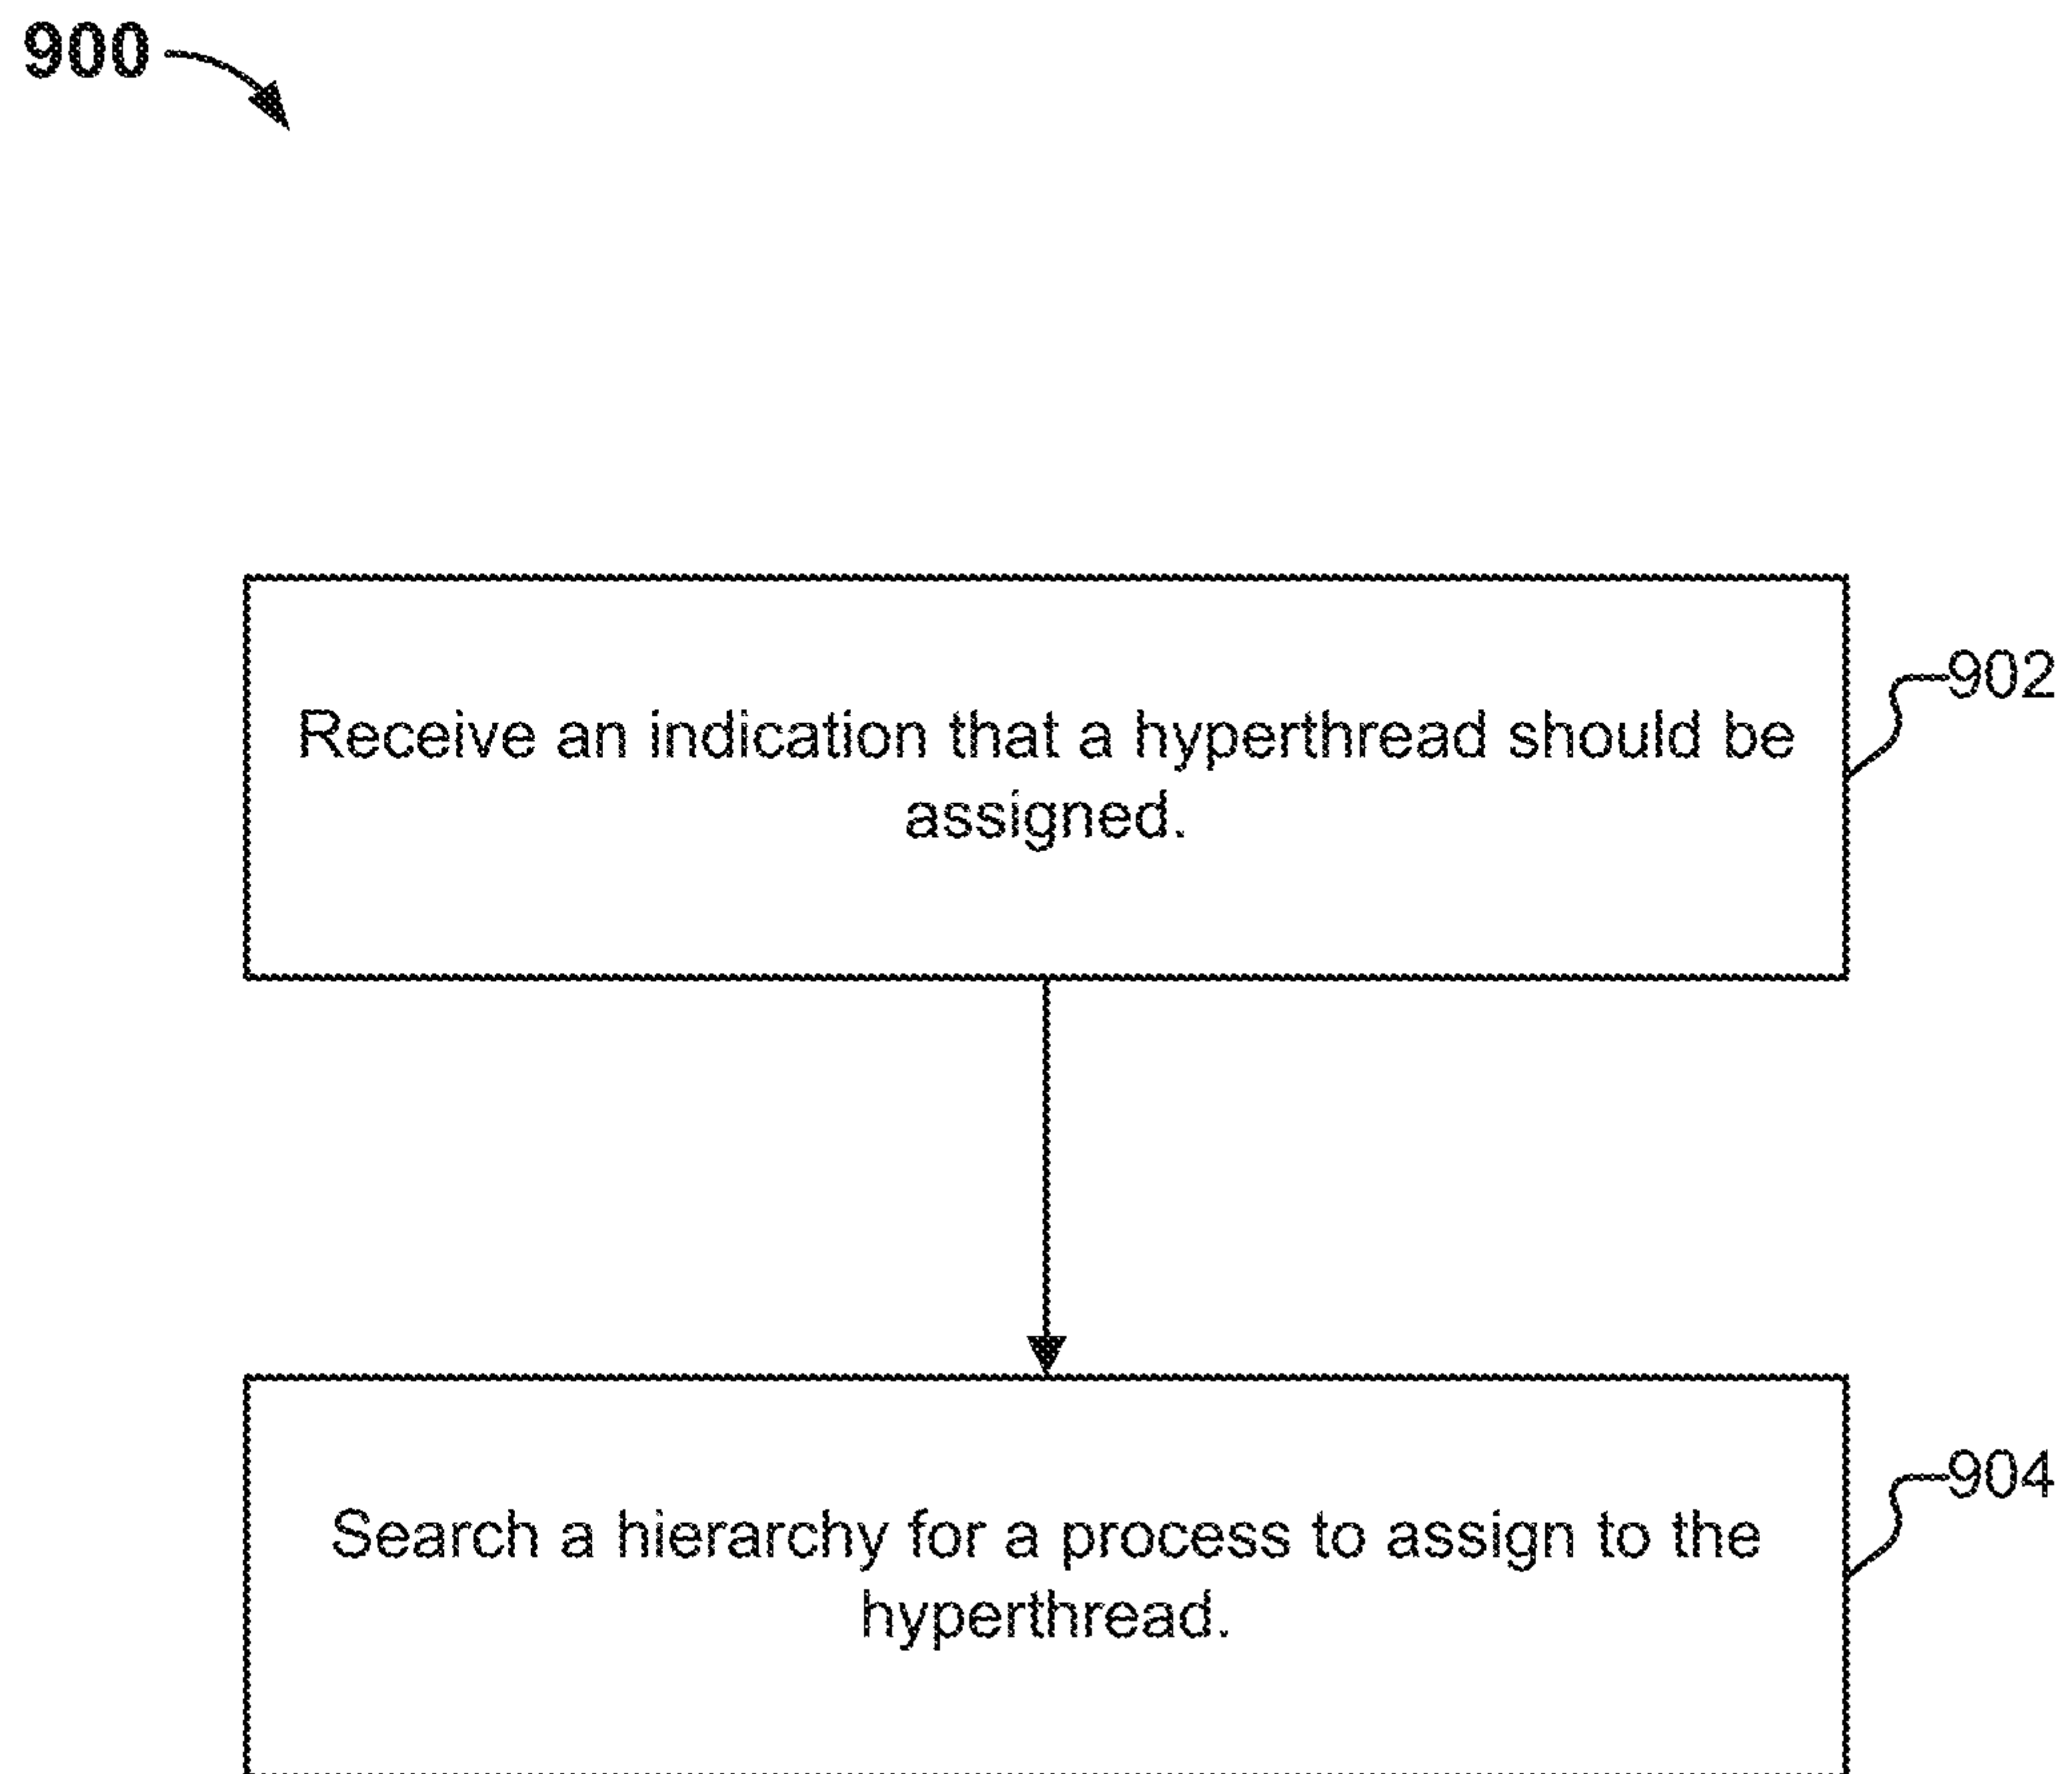 900
Receive an indication that a hyperthread should be
assigned.
902
Search a hierarchy for a process to assign to the
hyperthread.
904